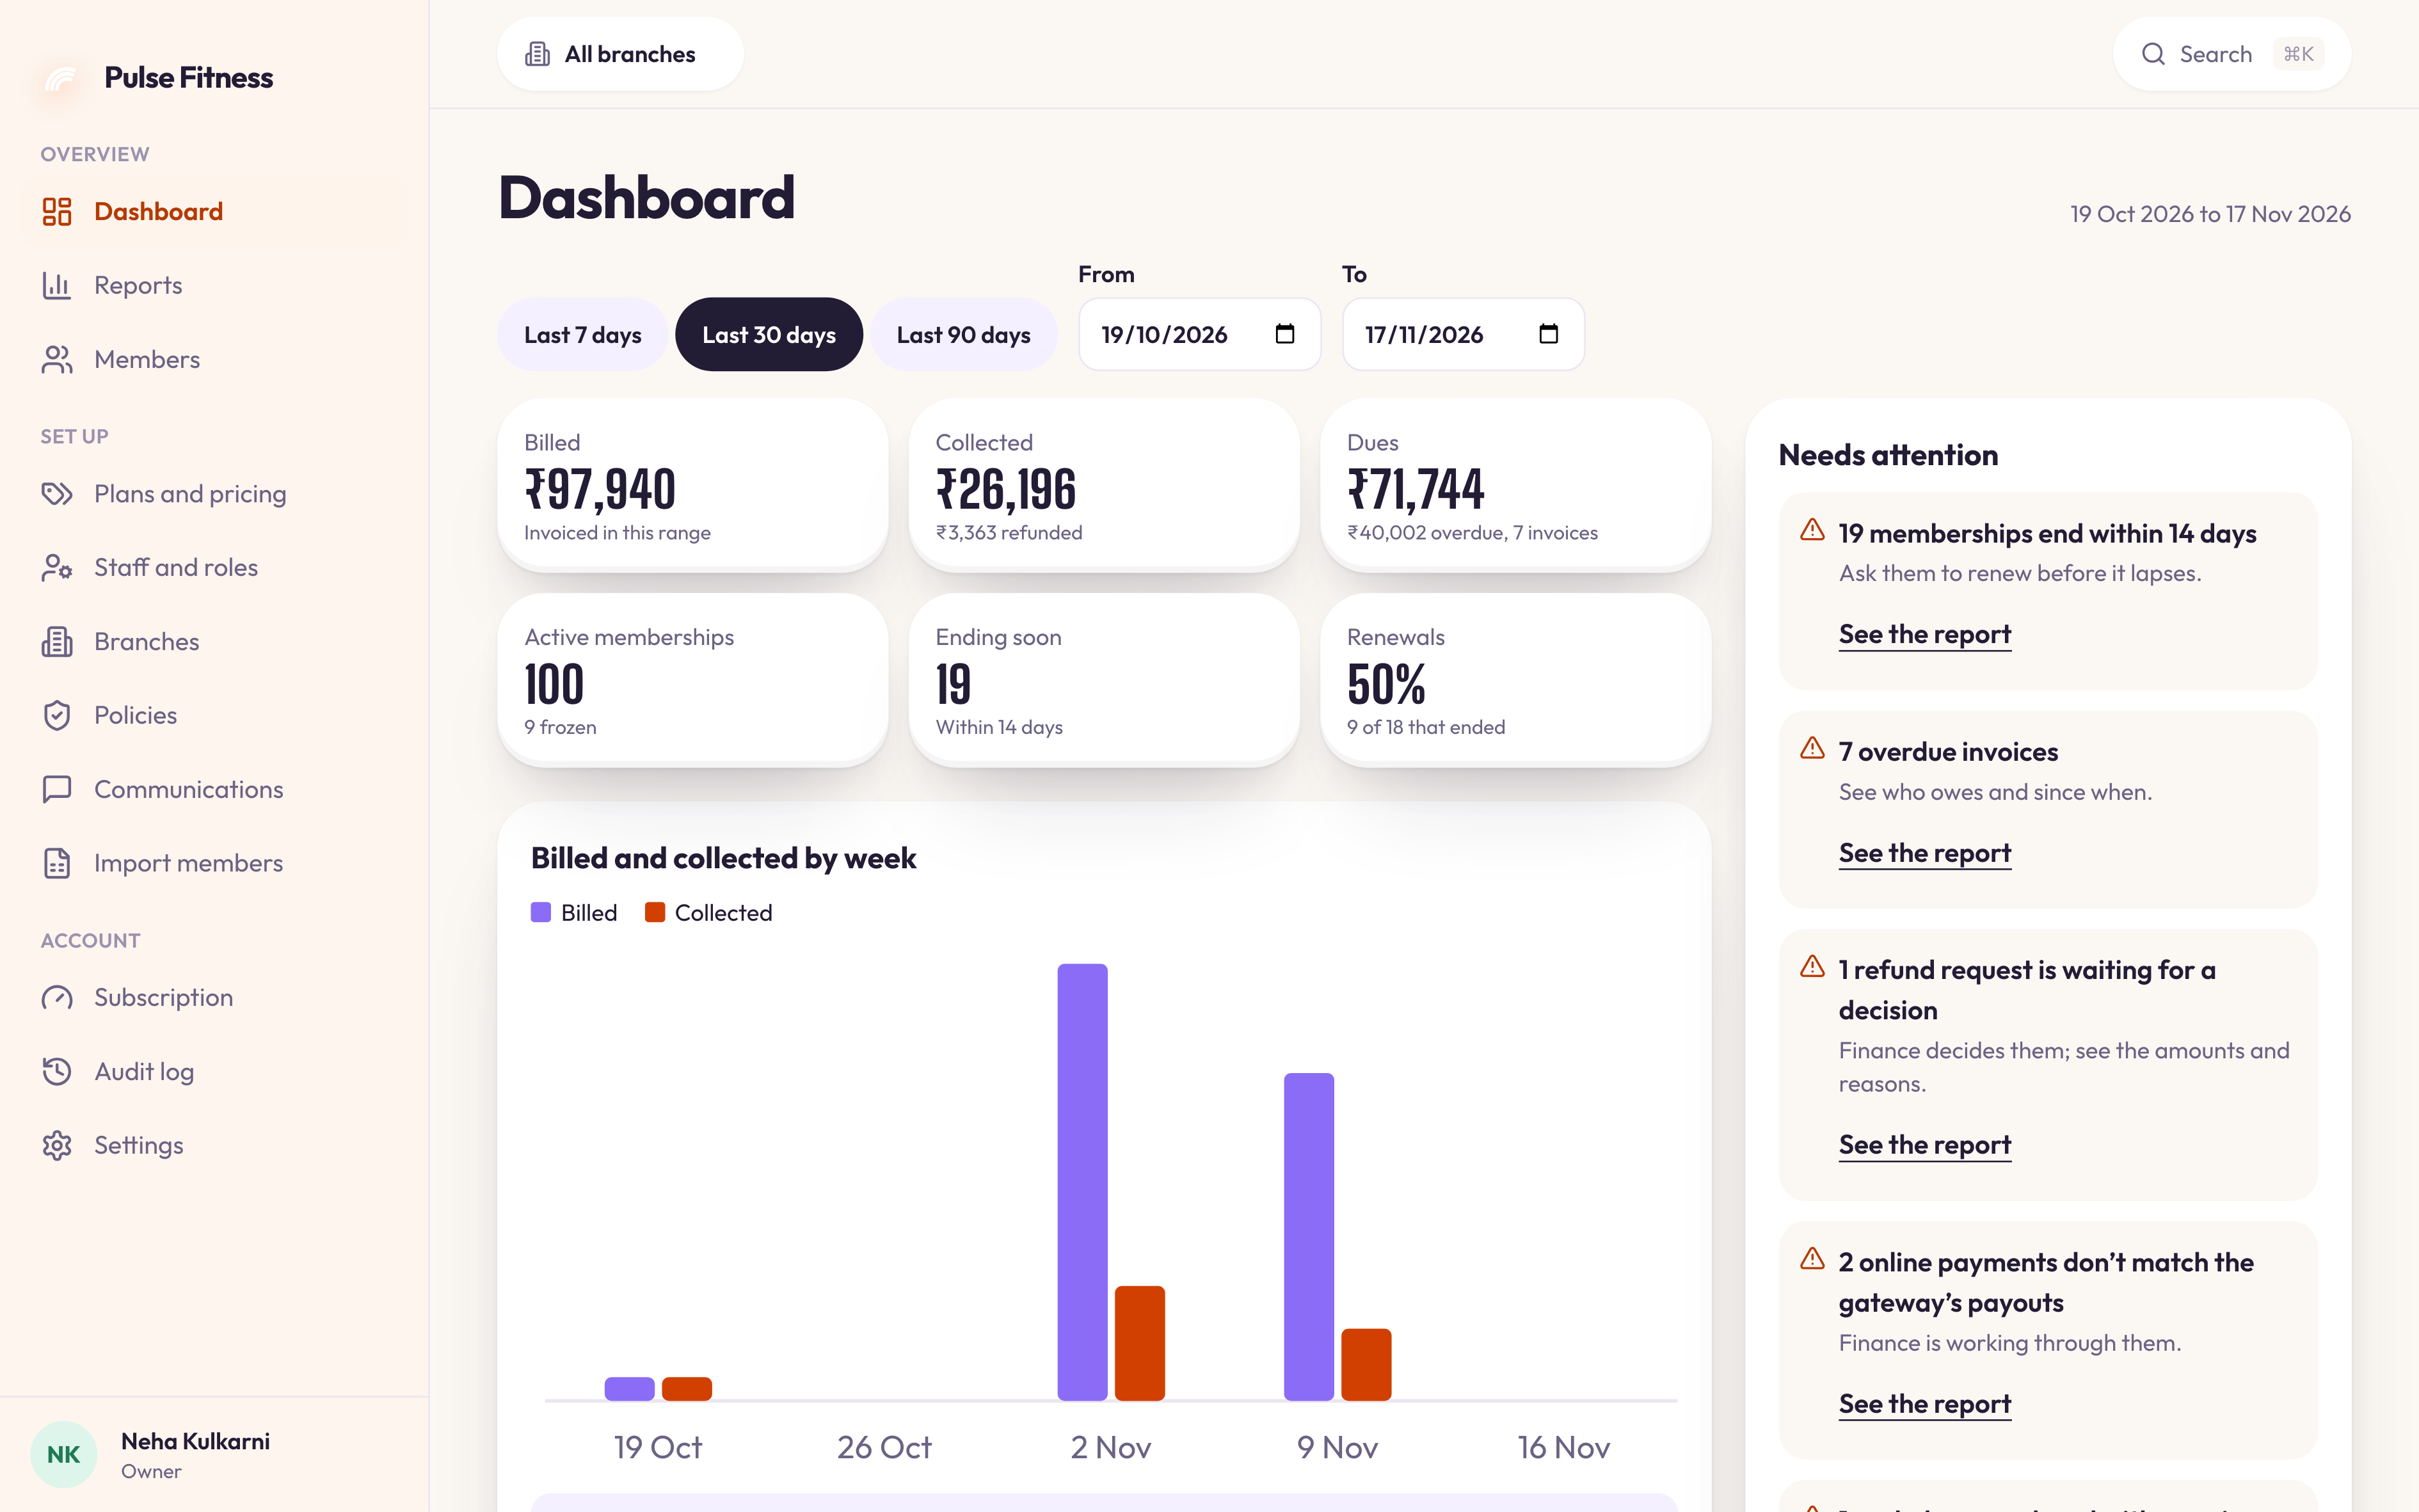 Pulse Fitness
OVERVIEW
Dashboard
Reports
Members
SET UP
Plans and pricing
Staff and roles
Branches
Policies
Communications
Import members
ACCOUNT
Subscription
Audit log
Settings
NK
Neha Kulkarni
Owner
All branches
Search ⌘K
Dashboard
19 Oct 2026 to 17 Nov 2026
Last 7 days
Last 30 days
Last 90 days
From
19/10/2026
To
17/11/2026
Billed
₹97,940
Invoiced in this range
Collected
₹26,196
₹3,363 refunded
Dues
₹71,744
₹40,002 overdue, 7 invoices
Active memberships
100
9 frozen
Ending soon
19
Within 14 days
Renewals
50%
9 of 18 that ended
Billed and collected by week
Billed
Collected
19 Oct
26 Oct
2 Nov
9 Nov
16 Nov
Needs attention
19 memberships end within 14 days
Ask them to renew before it lapses.
See the report
7 overdue invoices
See who owes and since when.
See the report
1 refund request is waiting for a
decision
Finance decides them; see the amounts and
reasons.
See the report
2 online payments don’t match the
gateway’s payouts
Finance is working through them.
See the report